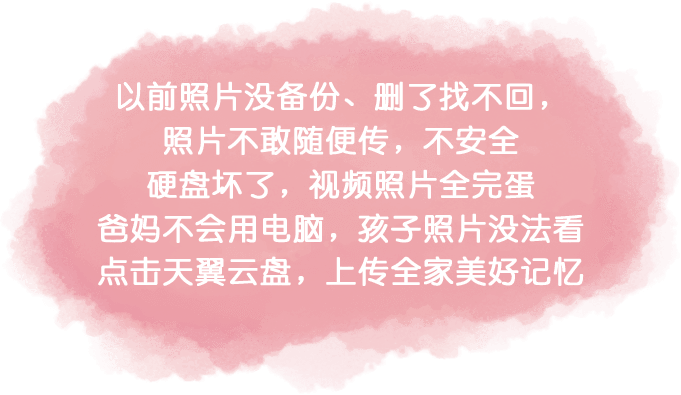 以前照片没备份、删了找不回，
照片不敢随便传，不安全
硬盘坏了，视频照片全完蛋
爸妈不会用电脑，孩子照片没法看
点击天翼云盘，上传全家美好记忆